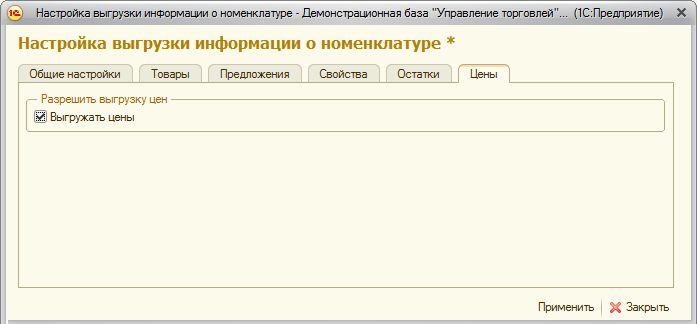 Настройка выгрузки информации о номенклатуре - Демонстрационная база "Управление торговлей"... (1С:Предприятие)
Настройка выгрузки информации о номенклатуре *
Общие настройки Товары Предложения Свойства Остатки Цены
Разрешить выгрузку цен
Выгружать цены
Применить Закрыть